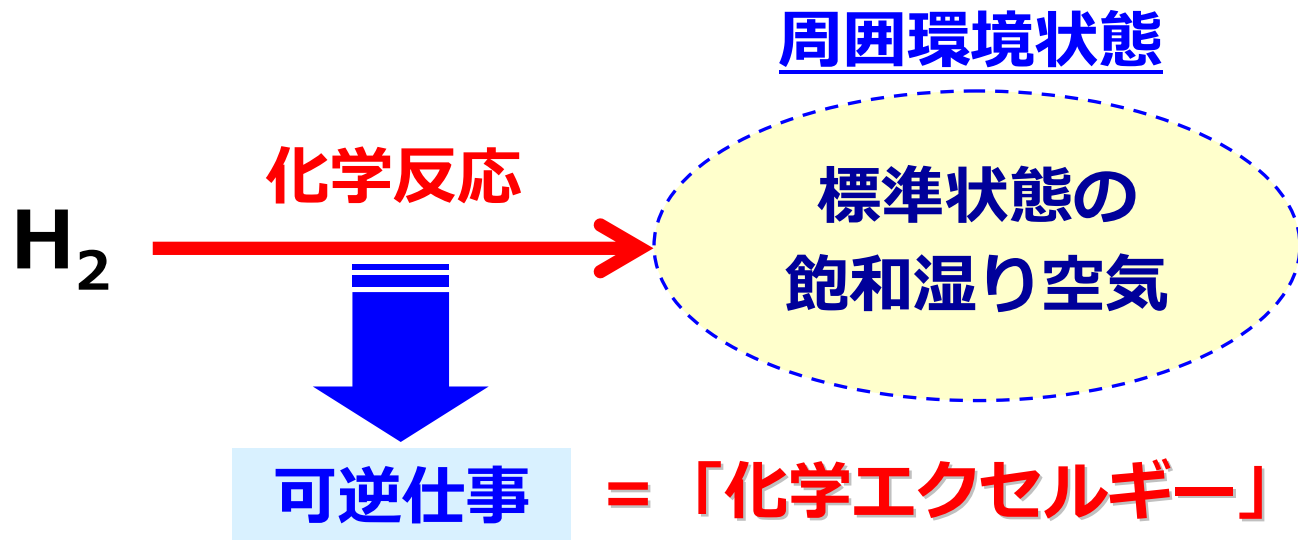 周囲環境状態
化学反応
H₂
標準状態の
飽和湿り空気
可逆仕事 =「化学エクセルギー」